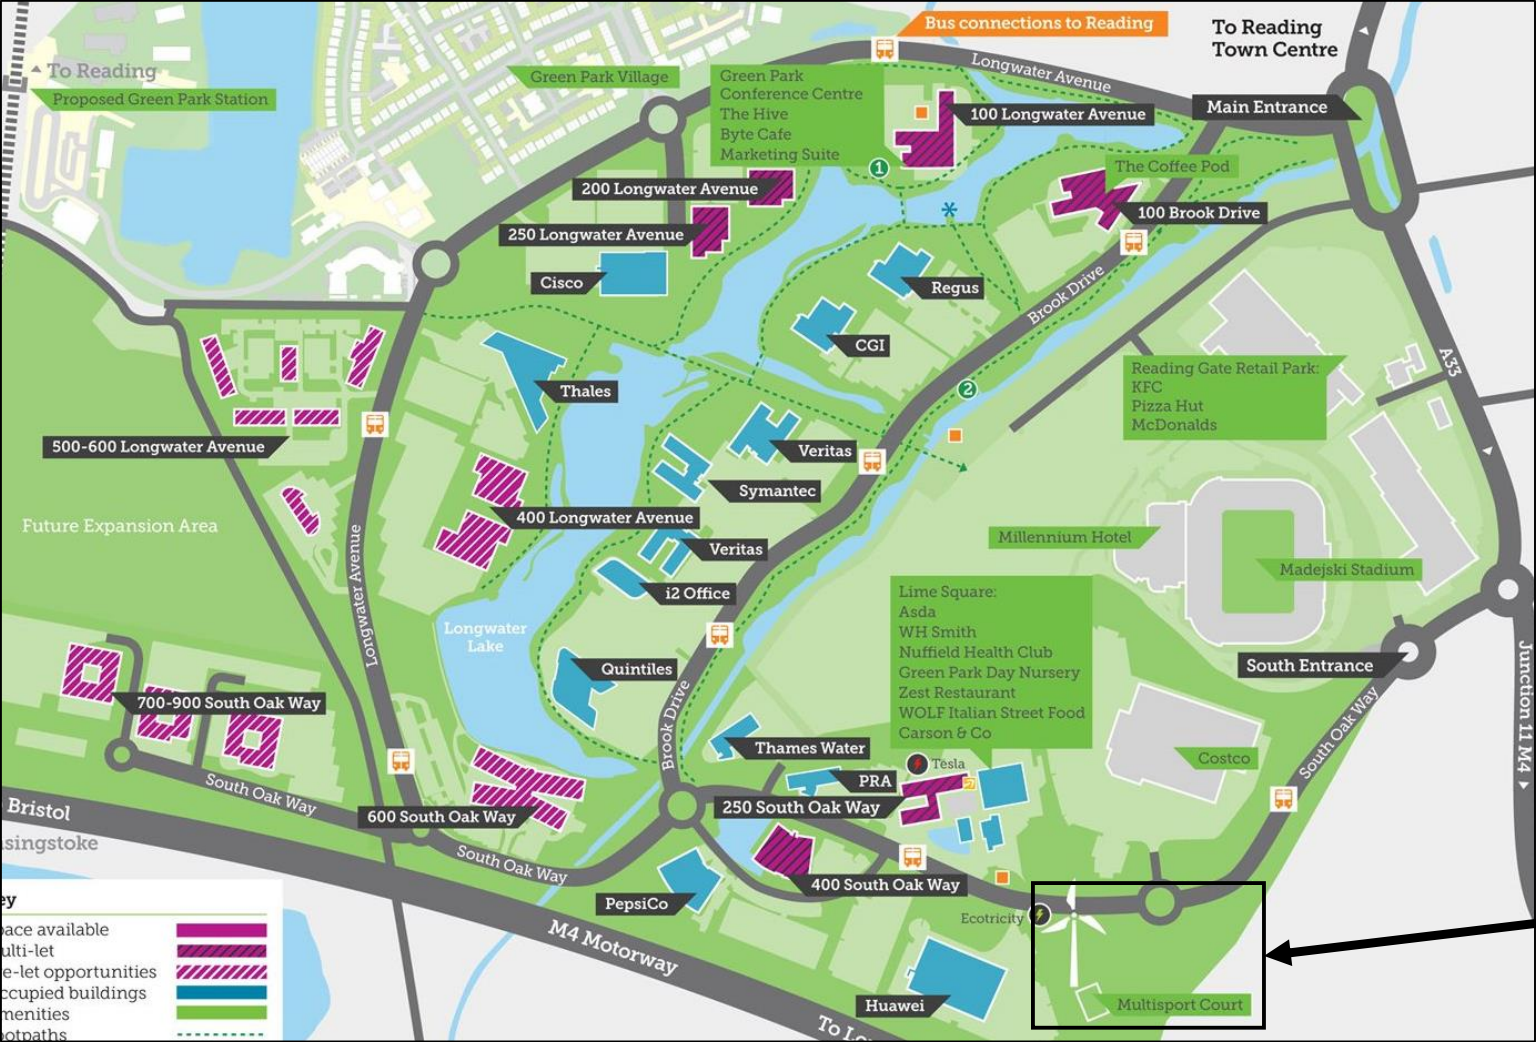 Bus connections to Reading
To Reading
Town Centre
To Reading
Proposed Green Park Station
Green Park Village
Green Park
Conference Centre
The Hive
Byte Cafe
Marketing Suite
Longwater Avenue
Main Entrance
100 Longwater Avenue
The Coffee Pod
1
200 Longwater Avenue
100 Brook Drive
250 Longwater Avenue
Cisco
Regus
Brook Drive
CGI
A33
Thales
2
Reading Gate Retail Park:
KFC
Pizza Hut
McDonalds
500-600 Longwater Avenue
Veritas
Symantec
400 Longwater Avenue
Future Expansion Area
Longwater Avenue
Veritas
Millennium Hotel
Madejski Stadium
i2 Office
Lime Square:
Asda
WH Smith
Nuffield Health Club
Green Park Day Nursery
Zest Restaurant
WOLF Italian Street Food
Carson & Co
Longwater
Lake
Quintiles
South Entrance
Junction 11 M4
700-900 South Oak Way
Brook Drive
South Oak Way
Thames Water
Costco
Tesla
PRA
South Oak Way
250 South Oak Way
Bristol
600 South Oak Way
singstoke
South Oak Way
400 South Oak Way
PepsiCo
Ecotricity
M4 Motorway
Huawei
Multisport Court
To Lo
ey
pace available
ulti-let
e-let opportunities
ccupied buildings
menities
ootpaths